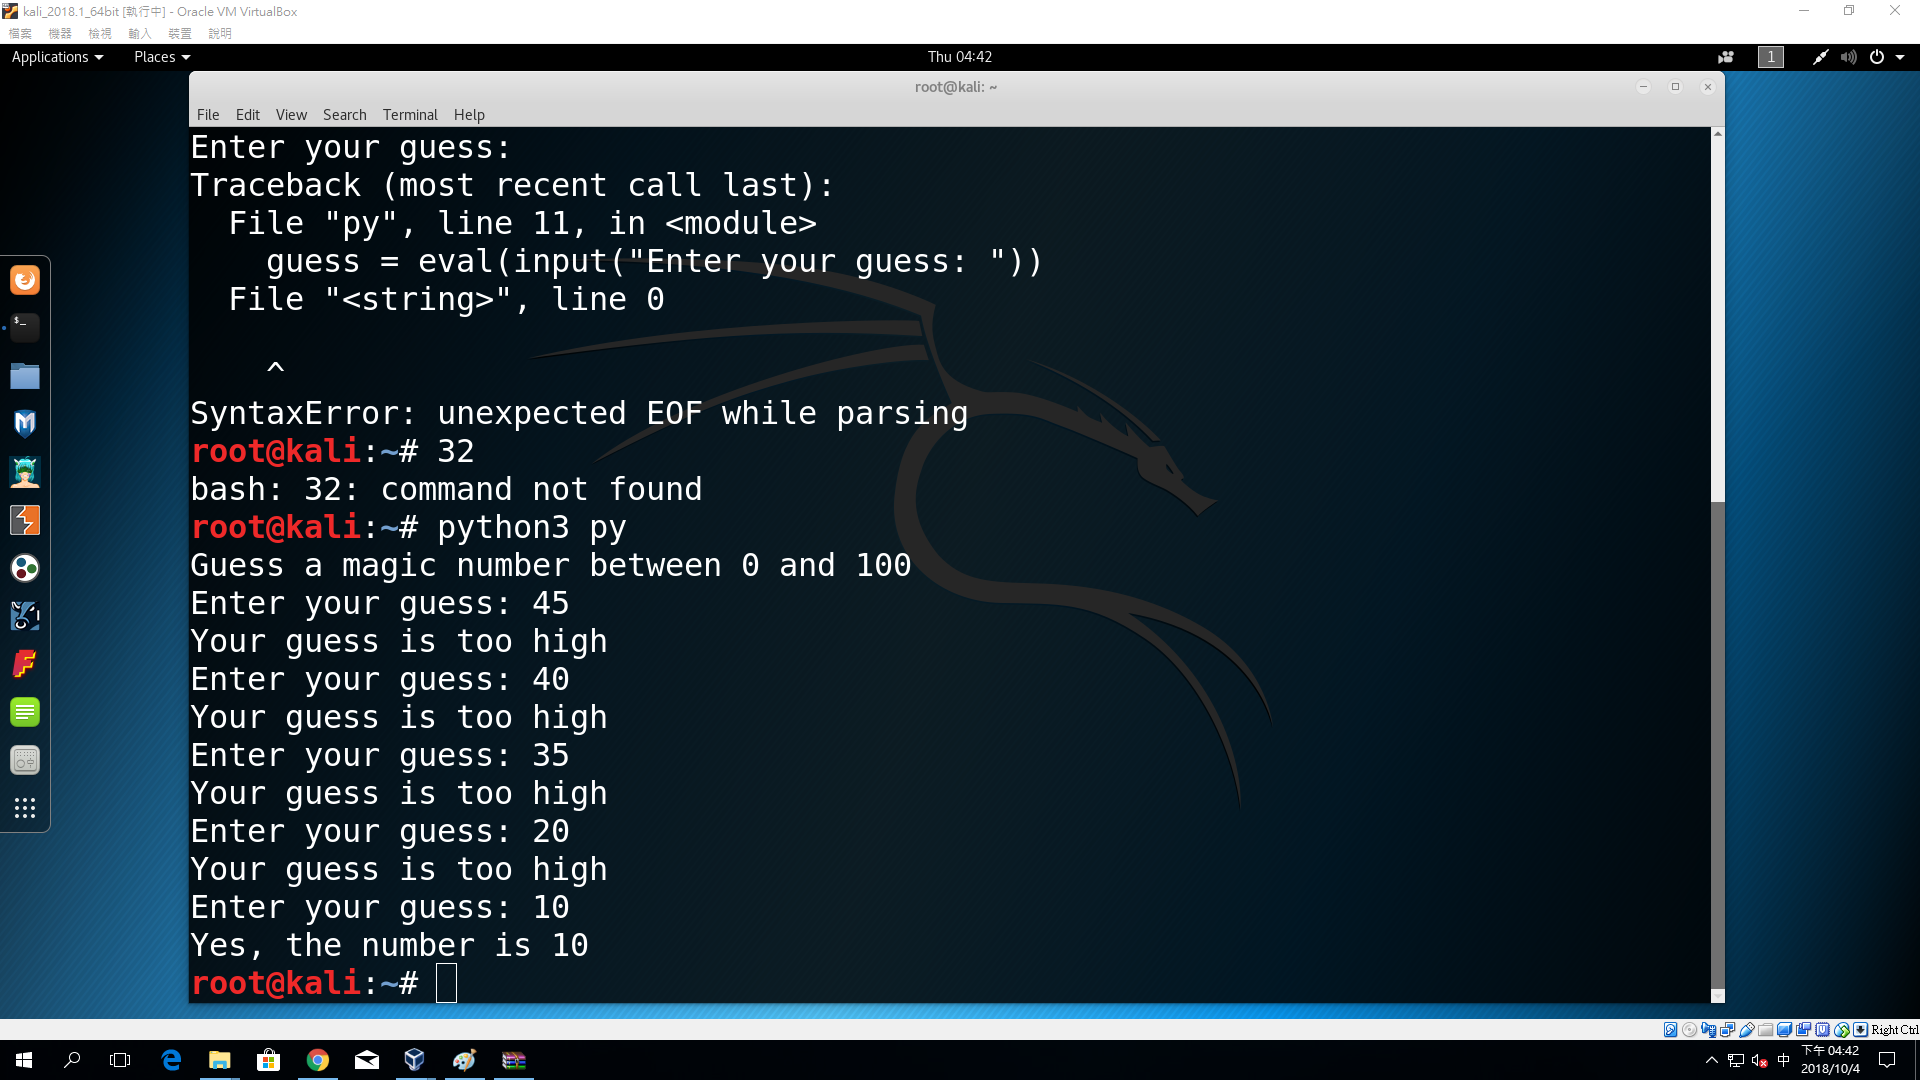 kali_2018.1_64bit [執行中] - Oracle VM VirtualBox
檔案 機器 檢視 輸入 裝置 說明
Applications Places Thu 04:42 1
root@kali: ~
File Edit View Search Terminal Help
Enter your guess:
Traceback (most recent call last):
  File "py", line 11, in <module>
    guess = eval(input("Enter your guess: "))
  File "<string>", line 0
    ^
SyntaxError: unexpected EOF while parsing
root@kali:~# 32
bash: 32: command not found
root@kali:~# python3 py
Guess a magic number between 0 and 100
Enter your guess: 45
Your guess is too high
Enter your guess: 40
Your guess is too high
Enter your guess: 35
Your guess is too high
Enter your guess: 20
Your guess is too high
Enter your guess: 10
Yes, the number is 10
root@kali:~#
Right Ctrl
中 下午 04:42
2018/10/4